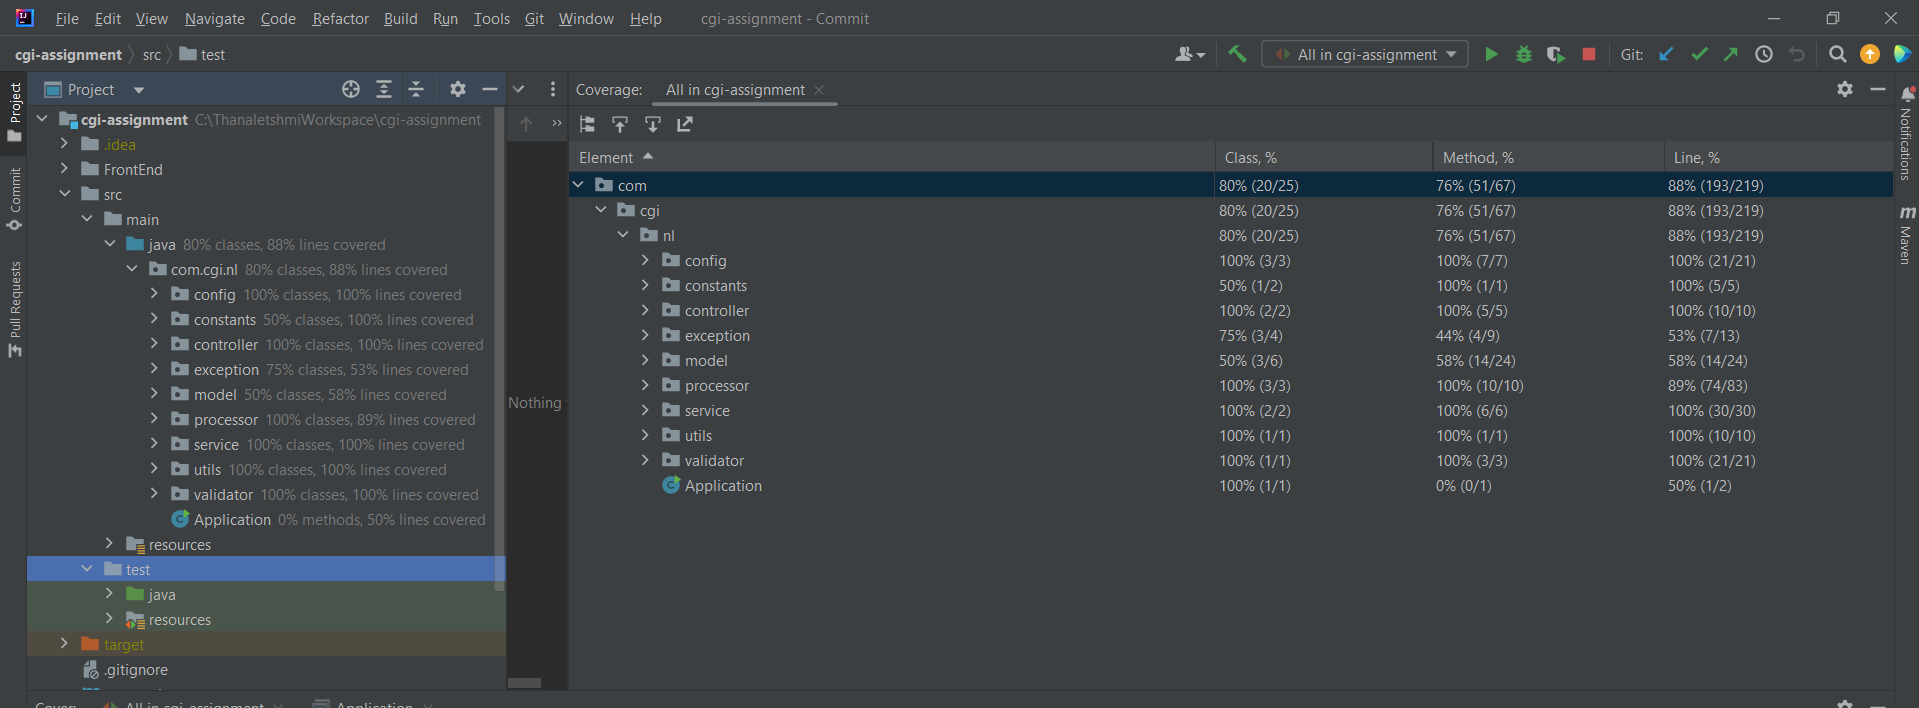 File Edit View Navigate Code Refactor Build Run Tools Git Window Help cgi-assignment - Commit
cgi-assignment src test
All in cgi-assignment Git:
Project
Commit
Pull Requests
Project
cgi-assignment C:\ThanaletshmiWorkspace\cgi-assignment
.idea
FrontEnd
src
main
java 80% classes, 88% lines covered
com.cgi.nl 80% classes, 88% lines covered
config 100% classes, 100% lines covered
constants 50% classes, 100% lines covered
controller 100% classes, 100% lines covered
exception 75% classes, 53% lines covered
model 50% classes, 58% lines covered
processor 100% classes, 89% lines covered
service 100% classes, 100% lines covered
utils 100% classes, 100% lines covered
validator 100% classes, 100% lines covered
Application 0% methods, 50% lines covered
resources
test
java
resources
target
.gitignore
Nothing
Coverage: All in cgi-assignment
Element Class, % Method, % Line, %
com 80% (20/25) 76% (51/67) 88% (193/219)
cgi 80% (20/25) 76% (51/67) 88% (193/219)
nl 80% (20/25) 76% (51/67) 88% (193/219)
config 100% (3/3) 100% (7/7) 100% (21/21)
constants 50% (1/2) 100% (1/1) 100% (5/5)
controller 100% (2/2) 100% (5/5) 100% (10/10)
exception 75% (3/4) 44% (4/9) 53% (7/13)
model 50% (3/6) 58% (14/24) 58% (14/24)
processor 100% (3/3) 100% (10/10) 89% (74/83)
service 100% (2/2) 100% (6/6) 100% (30/30)
utils 100% (1/1) 100% (1/1) 100% (10/10)
validator 100% (1/1) 100% (3/3) 100% (21/21)
Application 100% (1/1) 0% (0/1) 50% (1/2)
Notifications
Maven
Cover: All in cgi-assignment Application